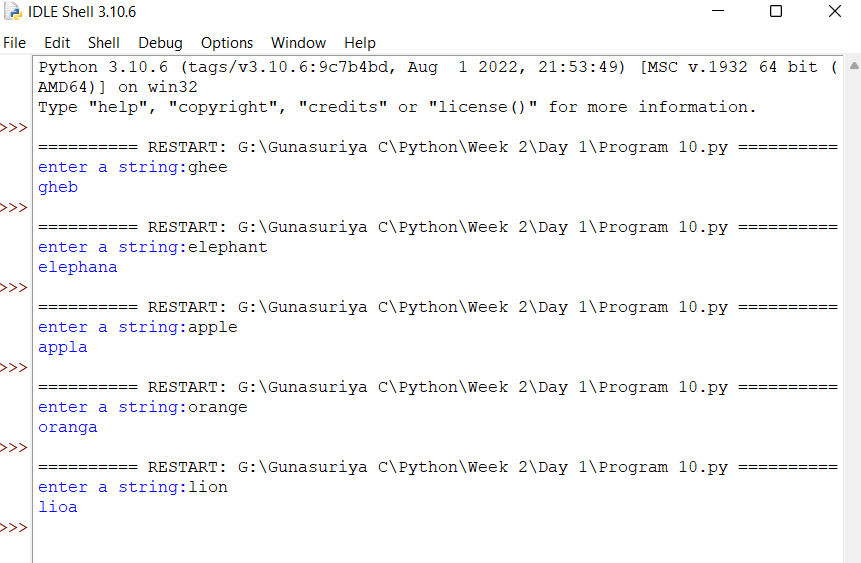 IDLE Shell 3.10.6
File Edit Shell Debug Options Window Help
Python 3.10.6 (tags/v3.10.6:9c7b4bd, Aug  1 2022, 21:53:49) [MSC v.1932 64 bit (
AMD64)] on win32
Type "help", "copyright", "credits" or "license()" for more information.
>>>
========== RESTART: G:\Gunasuriya C\Python\Week 2\Day 1\Program 10.py ==========
enter a string:ghee
gheb
>>>
========== RESTART: G:\Gunasuriya C\Python\Week 2\Day 1\Program 10.py ==========
enter a string:elephant
elephana
>>>
========== RESTART: G:\Gunasuriya C\Python\Week 2\Day 1\Program 10.py ==========
enter a string:apple
appla
>>>
========== RESTART: G:\Gunasuriya C\Python\Week 2\Day 1\Program 10.py ==========
enter a string:orange
oranga
>>>
========== RESTART: G:\Gunasuriya C\Python\Week 2\Day 1\Program 10.py ==========
enter a string:lion
lioa
>>>